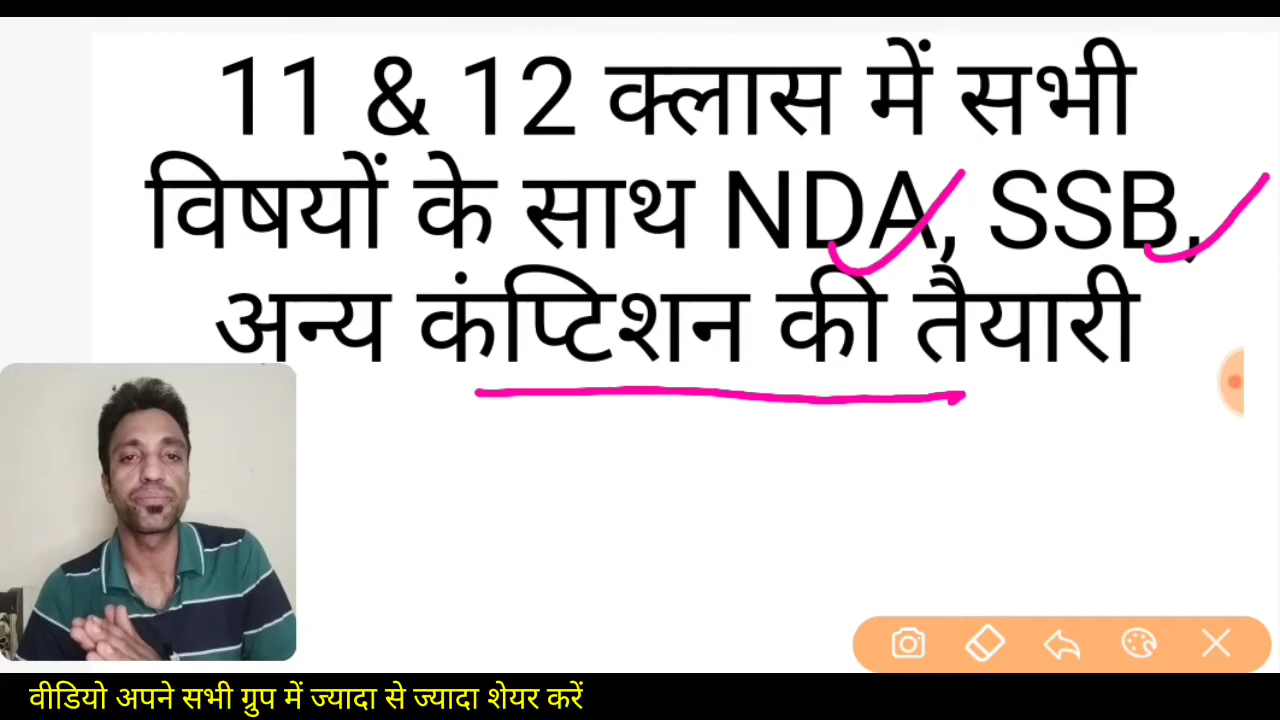 11 & 12 क्लास में सभी
विषयों के साथ NDA, SSB,
अन्य कंप्टिशन की तैयारी
वीडियो अपने सभी ग्रुप में ज्यादा से ज्यादा शेयर करें